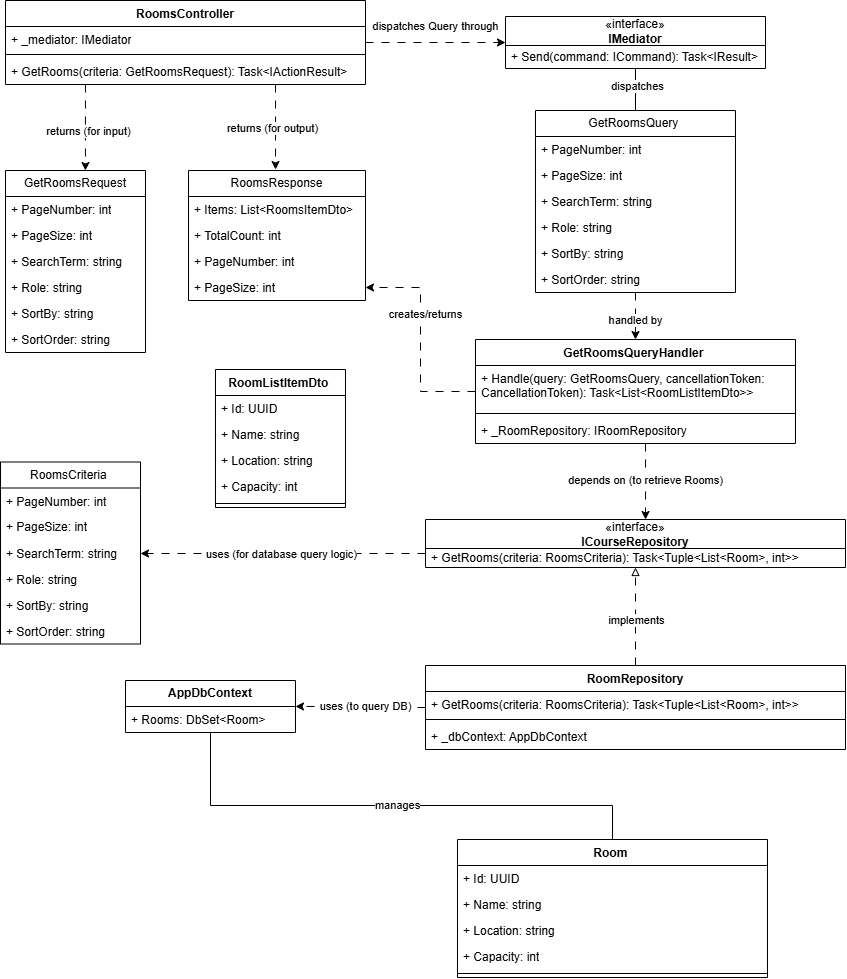 RoomsController
+ _mediator: IMediator
+ GetRooms(criteria: GetRoomsRequest): Task<IActionResult>
dispatches Query through
«interface»
IMediator
+ Send(command: ICommand): Task<IResult>
dispatches
returns (for input)
returns (for output)
GetRoomsRequest
+ PageNumber: int
+ PageSize: int
+ SearchTerm: string
+ Role: string
+ SortBy: string
+ SortOrder: string
RoomsResponse
+ Items: List<RoomsItemDto>
+ TotalCount: int
+ PageNumber: int
+ PageSize: int
GetRoomsQuery
+ PageNumber: int
+ PageSize: int
+ SearchTerm: string
+ Role: string
+ SortBy: string
+ SortOrder: string
creates/returns
handled by
GetRoomsQueryHandler
+ Handle(query: GetRoomsQuery, cancellationToken:
CancellationToken): Task<List<RoomListItemDto>>
+ _RoomRepository: IRoomRepository
RoomListItemDto
+ Id: UUID
+ Name: string
+ Location: string
+ Capacity: int
depends on (to retrieve Rooms)
RoomsCriteria
+ PageNumber: int
+ PageSize: int
+ SearchTerm: string
+ Role: string
+ SortBy: string
+ SortOrder: string
uses (for database query logic)
«interface»
ICourseRepository
+ GetRooms(criteria: RoomsCriteria): Task<Tuple<List<Room>, int>>
implements
RoomRepository
+ GetRooms(criteria: RoomsCriteria): Task<Tuple<List<Room>, int>>
+ _dbContext: AppDbContext
uses (to query DB)
AppDbContext
+ Rooms: DbSet<Room>
manages
Room
+ Id: UUID
+ Name: string
+ Location: string
+ Capacity: int